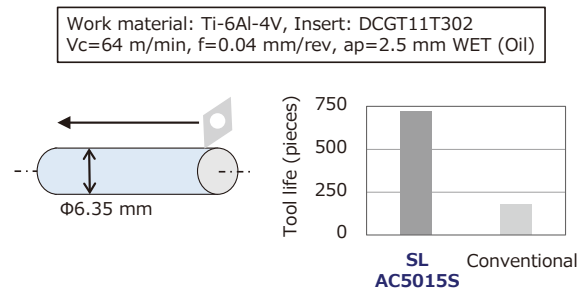 Work material: Ti-6Al-4V, Insert: DCGT11T302
Vc=64 m/min, f=0.04 mm/rev, ap=2.5 mm WET (Oil)
Φ6.35 mm
Tool life (pieces)
750
500
250
0
SL
AC5015S
Conventional